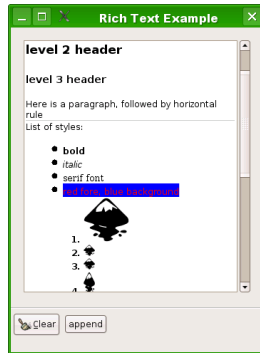 Rich Text Example
level 2 header
level 3 header
Here is a paragraph, followed by horizontal
rule
List of styles:
bold
italic
serif font
red fore, blue background
1.
2.
3.
4.
Clear
append